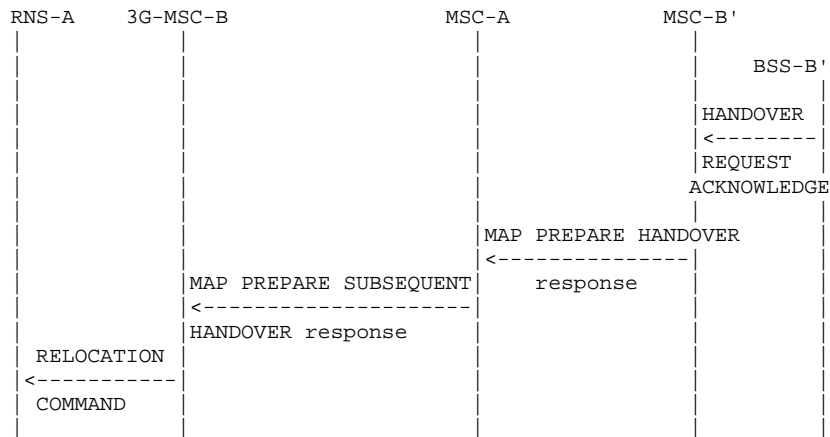 RNS-A 3G-MSC-B MSC-A MSC-B'
BSS-B'
HANDOVER
REQUEST
ACKNOWLEDGE
MAP PREPARE HANDOVER
response
MAP PREPARE SUBSEQUENT
HANDOVER response
RELOCATION
COMMAND